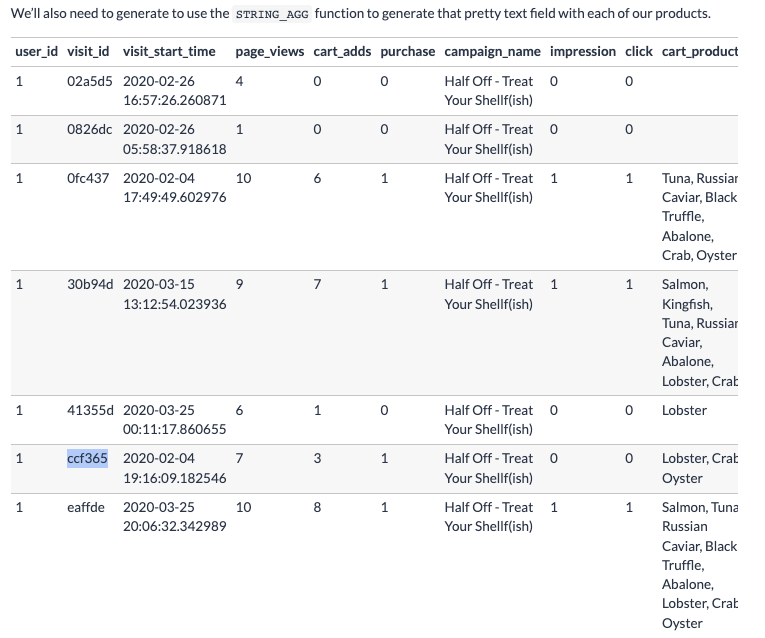 We'll also need to generate to use the STRING_AGG function to generate that pretty text field with each of our products.
user_id visit_id visit_start_time page_views cart_adds purchase campaign_name impression click cart_product
1 02a5d5 2020-02-26 4 0 0 Half Off - Treat 0 0
16:57:26.260871 Your Shellf(ish)
1 0826dc 2020-02-26 1 0 0 Half Off - Treat 0 0
05:58:37.918618 Your Shellf(ish)
1 0fc437 2020-02-04 10 6 1 Half Off - Treat 1 1 Tuna, Russian
17:49:49.602976 Your Shellf(ish) Caviar, Black
Truffle,
Abalone,
Crab, Oyster
1 30b94d 2020-03-15 9 7 1 Half Off - Treat 1 1 Salmon,
13:12:54.023936 Your Shellf(ish) Kingfish,
Tuna, Russian
Caviar,
Abalone,
Lobster, Crab
1 41355d 2020-03-25 6 1 0 Half Off - Treat 0 0 Lobster
00:11:17.860655 Your Shellf(ish)
1 ccf365 2020-02-04 7 3 1 Half Off - Treat 0 0 Lobster, Crab
19:16:09.182546 Your Shellf(ish) Oyster
1 eaffde 2020-03-25 10 8 1 Half Off - Treat 1 1 Salmon, Tuna
20:06:32.342989 Your Shellf(ish) Russian
Caviar, Black
Truffle,
Abalone,
Lobster, Crab
Oyster